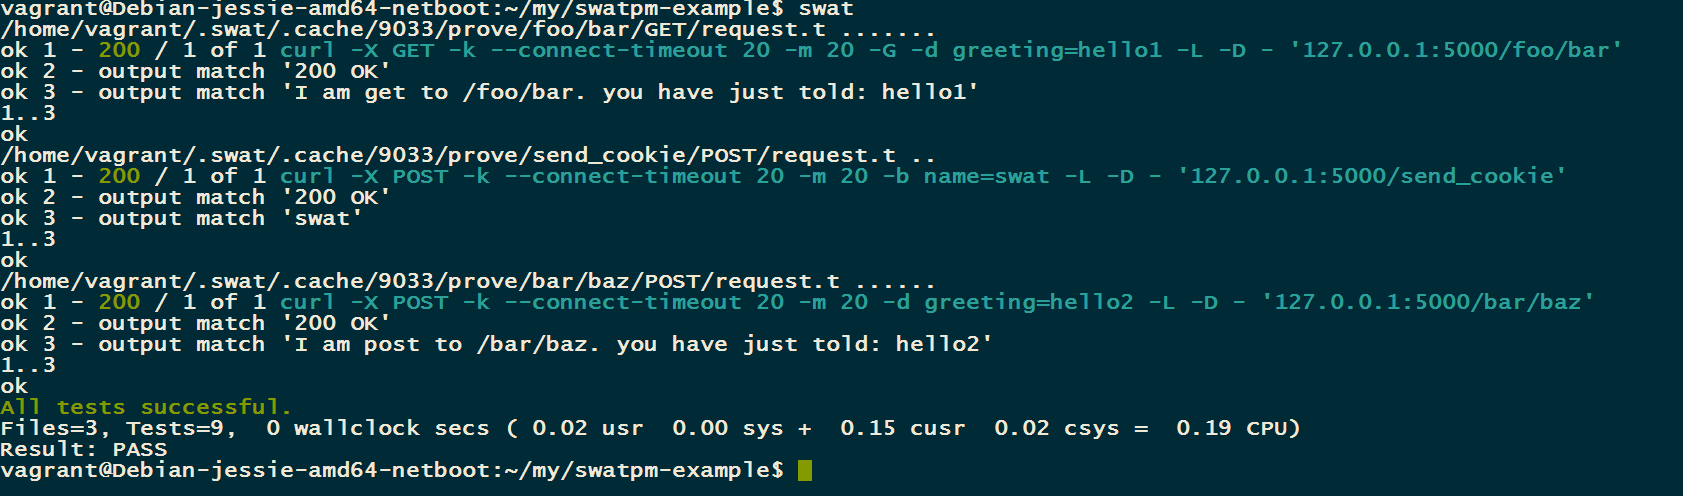 vagrant@Debian-jessie-amd64-netboot:~/my/swatpm-example$ swat
/home/vagrant/.swat/.cache/9033/prove/foo/bar/GET/request.t .......
ok 1 - 200 / 1 of 1 curl -X GET -k --connect-timeout 20 -m 20 -G -d greeting=hello1 -L -D - '127.0.0.1:5000/foo/bar'
ok 2 - output match '200 OK'
ok 3 - output match 'I am get to /foo/bar. you have just told: hello1'
1..3
ok
/home/vagrant/.swat/.cache/9033/prove/send_cookie/POST/request.t ..
ok 1 - 200 / 1 of 1 curl -X POST -k --connect-timeout 20 -m 20 -b name=swat -L -D - '127.0.0.1:5000/send_cookie'
ok 2 - output match '200 OK'
ok 3 - output match 'swat'
1..3
ok
/home/vagrant/.swat/.cache/9033/prove/bar/baz/POST/request.t ......
ok 1 - 200 / 1 of 1 curl -X POST -k --connect-timeout 20 -m 20 -d greeting=hello2 -L -D - '127.0.0.1:5000/bar/baz'
ok 2 - output match '200 OK'
ok 3 - output match 'I am post to /bar/baz. you have just told: hello2'
1..3
ok
All tests successful.
Files=3, Tests=9,  0 wallclock secs ( 0.02 usr  0.00 sys +  0.15 cusr  0.02 csys =  0.19 CPU)
Result: PASS
vagrant@Debian-jessie-amd64-netboot:~/my/swatpm-example$